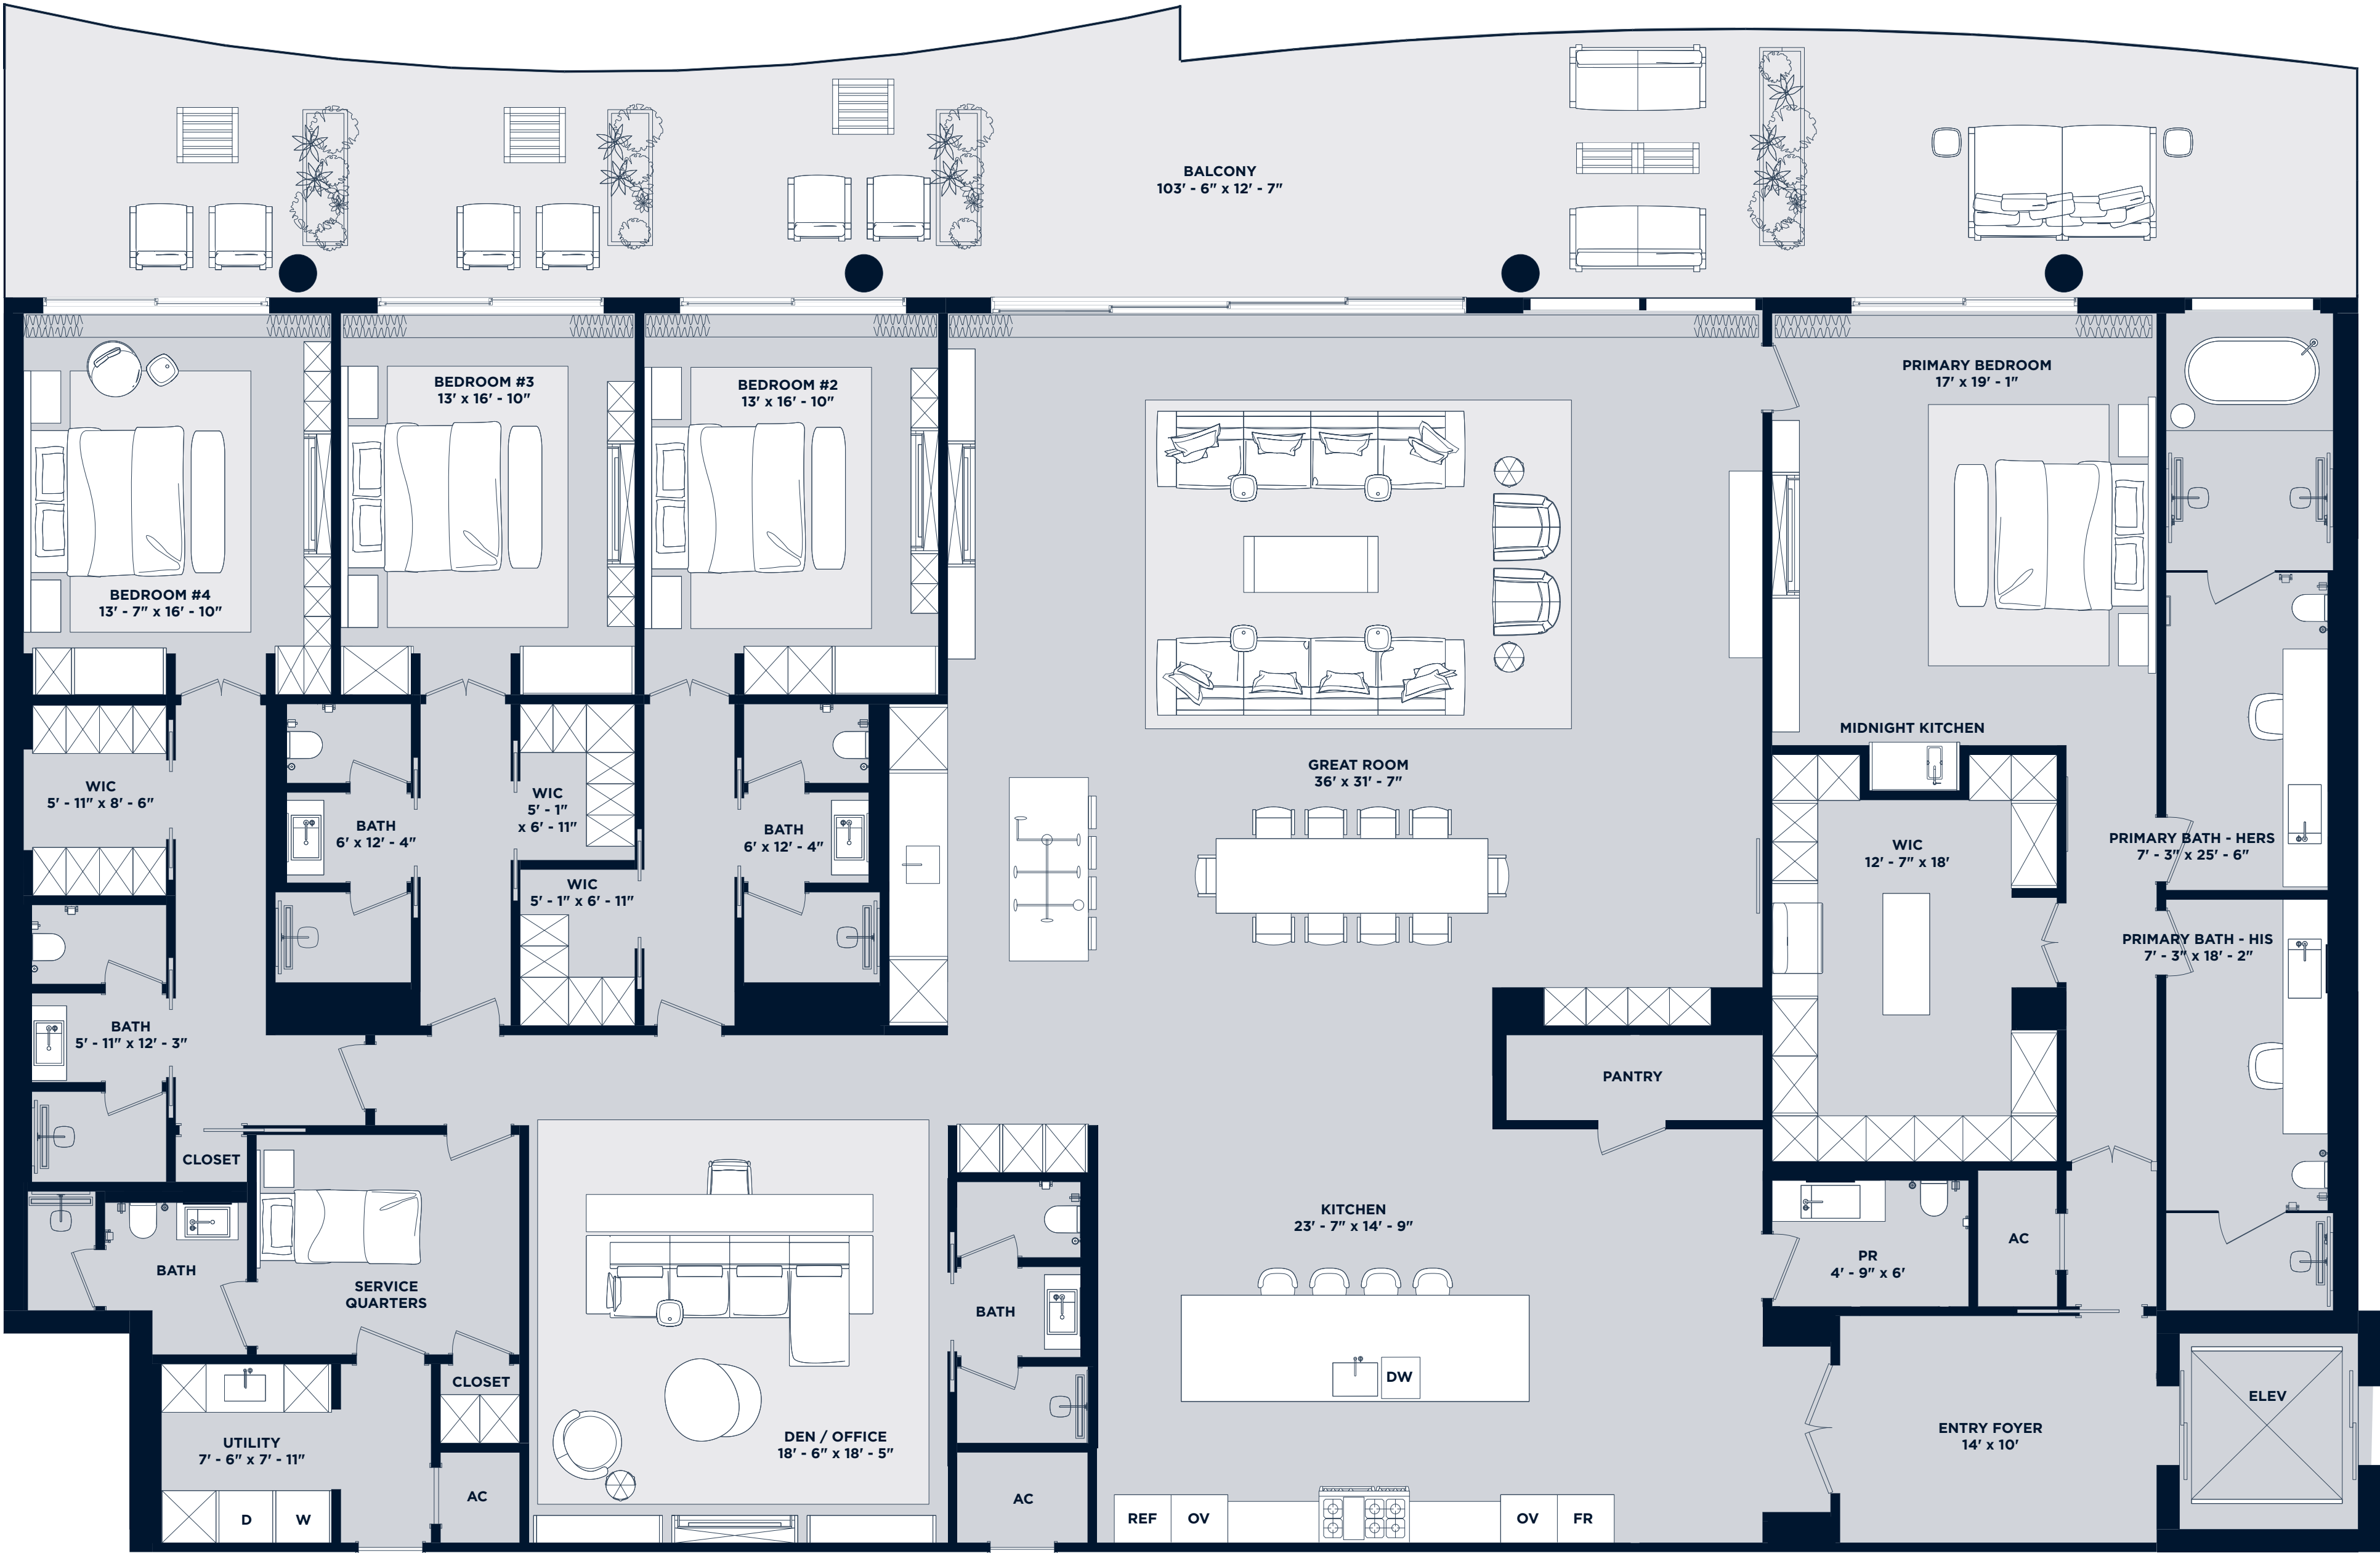 BALCONY
103' - 6" x 12' - 7"
PRIMARY BEDROOM
17' x 19' - 1"
BEDROOM #3
13' x 16' - 10"
BEDROOM #2
13' x 16' - 10"
BEDROOM #4
13' - 7" x 16' - 10"
MIDNIGHT KITCHEN
GREAT ROOM
36' x 31' - 7"
WIC
5' - 11" x 8' - 6"
WIC
5' - 1"
x 6' - 11"
BATH
6' x 12' - 4"
BATH
6' x 12' - 4"
WIC
12' - 7" x 18'
PRIMARY BATH - HERS
7' - 3" x 25' - 6"
WIC
5' - 1" x 6' - 11"
PRIMARY BATH - HIS
7' - 3" x 18' - 2"
BATH
5' - 11" x 12' - 3"
PANTRY
CLOSET
KITCHEN
23' - 7" x 14' - 9"
AC
PR
4' - 9" x 6'
BATH
SERVICE
QUARTERS
BATH
DW
CLOSET
ELEV
DEN / OFFICE
18' - 6" x 18' - 5"
UTILITY
7' - 6" x 7' - 11"
ENTRY FOYER
14' x 10'
AC
AC
D
W
REF
OV
OV
FR